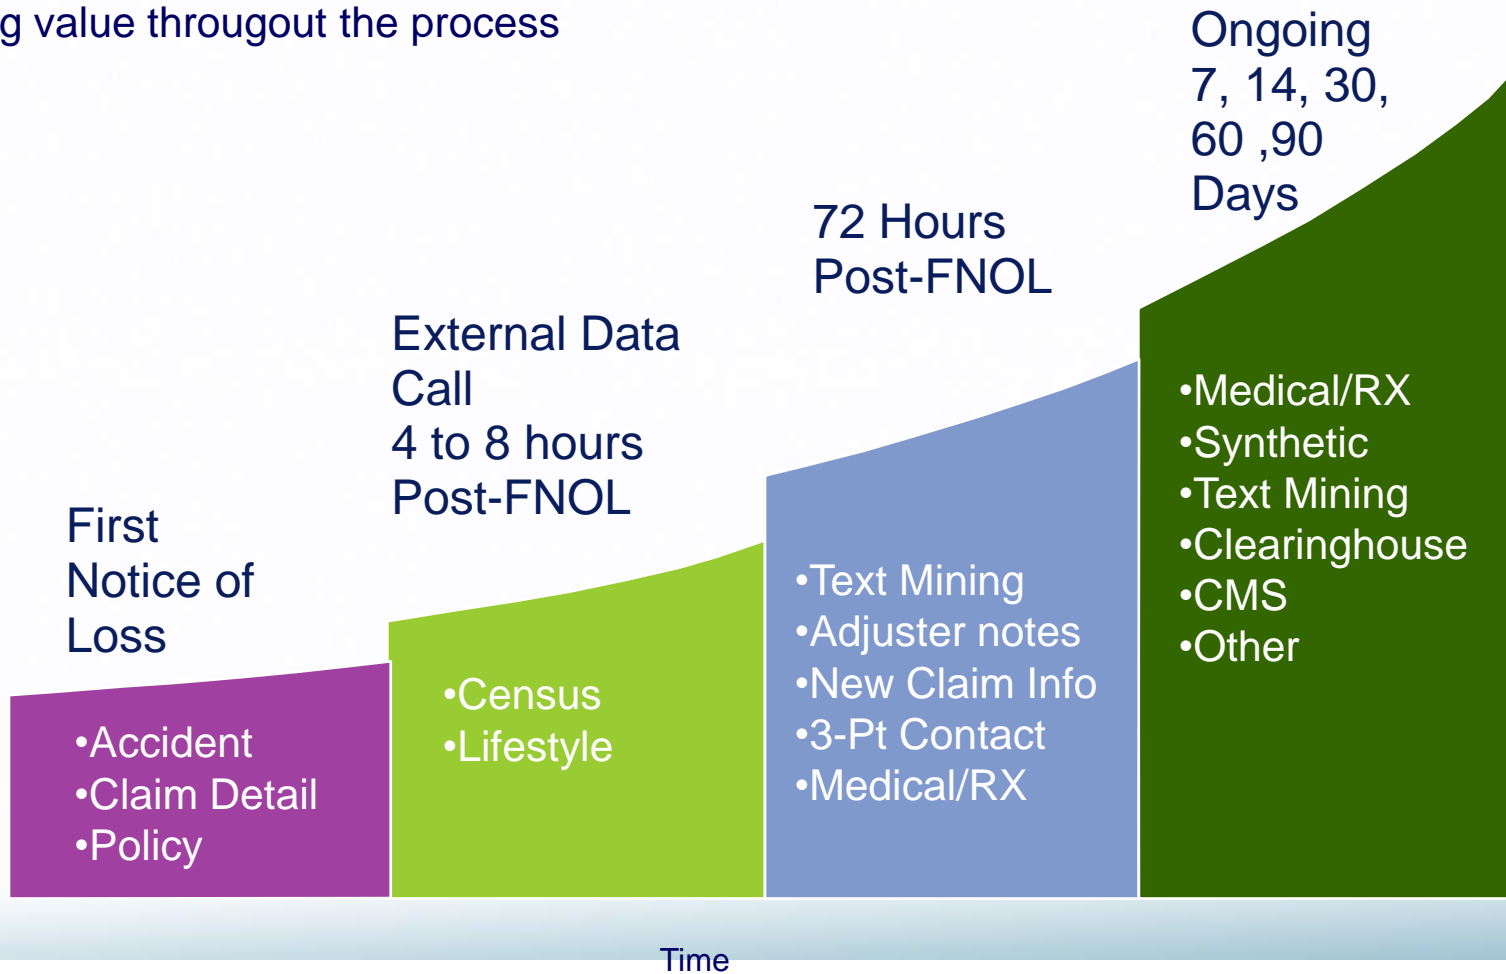 g value througout the process
First
Notice of
Loss
•Accident
•Claim Detail
•Policy
External Data
Call
4 to 8 hours
Post-FNOL
•Census
•Lifestyle
72 Hours
Post-FNOL
•Text Mining
•Adjuster notes
•New Claim Info
•3-Pt Contact
•Medical/RX
Ongoing
7, 14, 30,
60 ,90
Days
•Medical/RX
•Synthetic
•Text Mining
•Clearinghouse
•CMS
•Other
Time